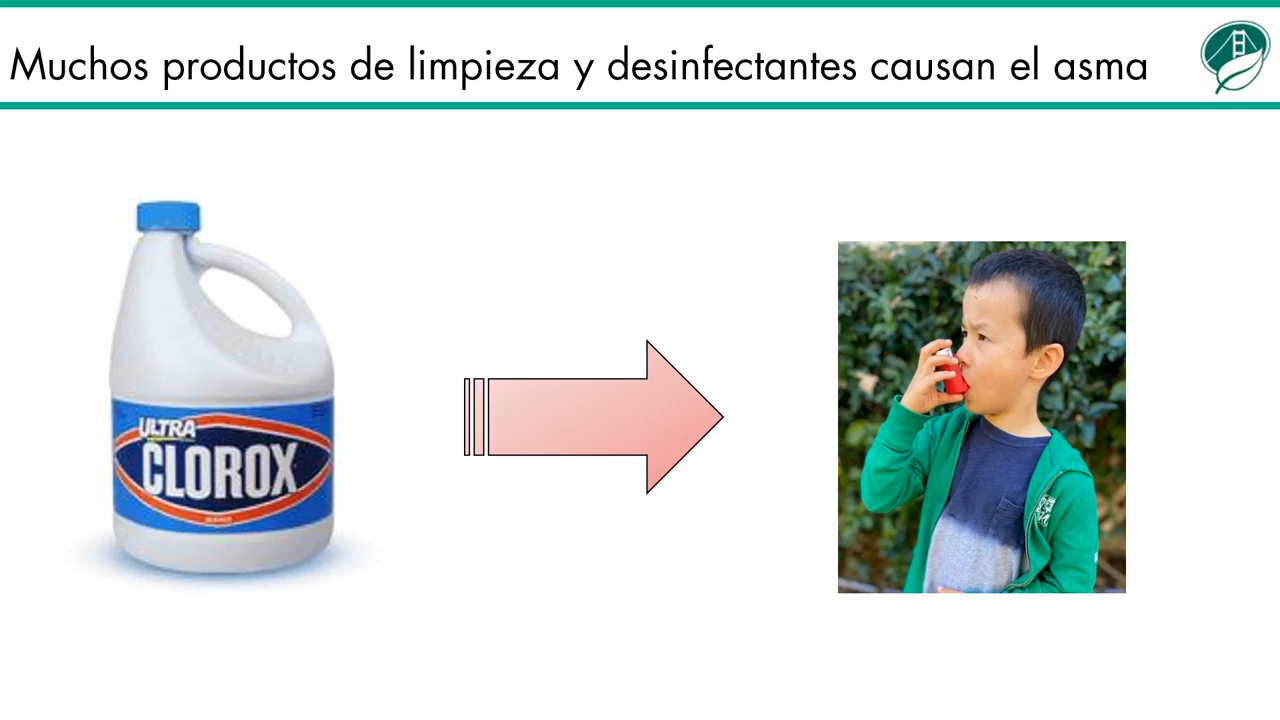 Muchos productos de limpieza y desinfectantes causan el asma
ULTRA
CLOROX